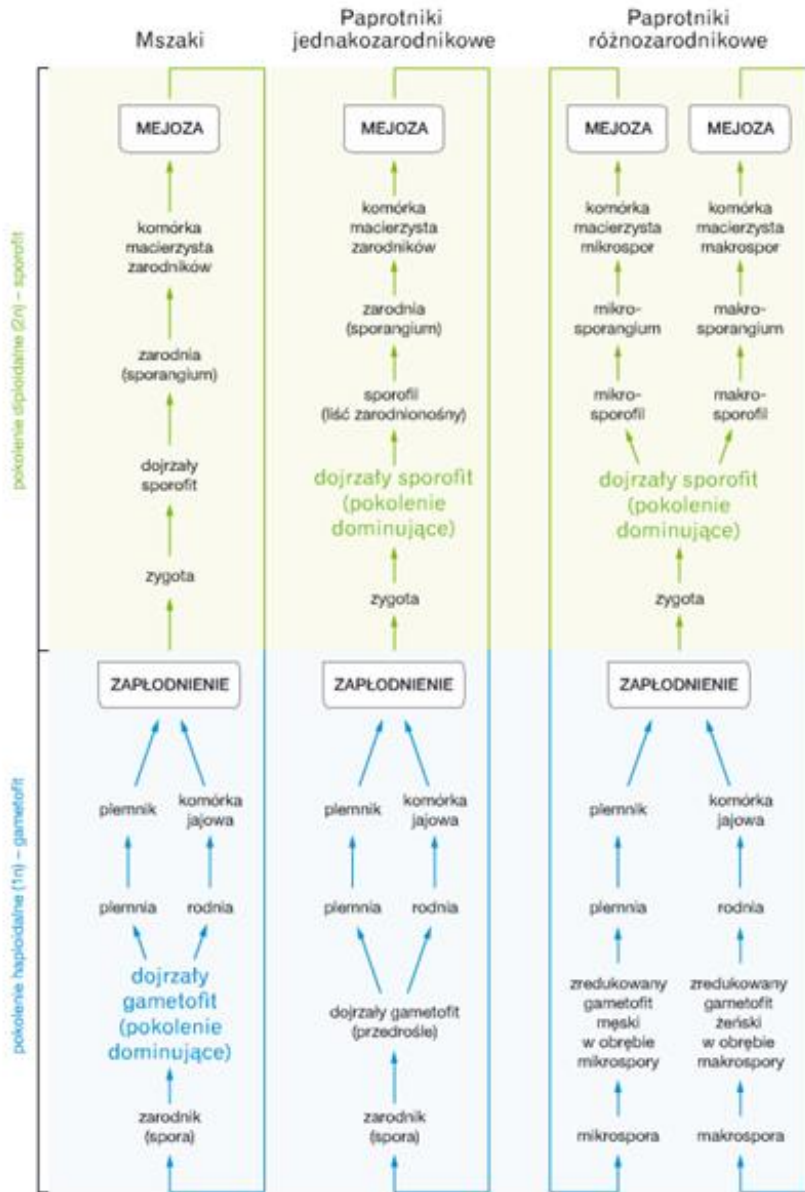 Mszaki
Paprotniki
jednakozarodnikowe
Paprotniki
różnozarodnikowe
pokolenie diploidalne (2n) – sporofit
MEJOZA
komórka
macierzysta
zarodników
zarodnia
(sporangium)
dojrzały
sporofit
zygota
MEJOZA
komórka
macierzysta
zarodników
zarodnia
(sporangium)
sporofil
(liść zarodnionośny)
dojrzały sporofit
(pokolenie
dominujące)
zygota
MEJOZA
komórka
macierzysta
mikrospor
mikro-
sporangium
mikro-
sporofil
MEJOZA
komórka
macierzysta
makrospor
makro-
sporangium
makro-
sporofil
dojrzały sporofit
(pokolenie
dominujące)
zygota
pokolenie haploidalne (1n) – gametofit
ZAPŁODNIENIE
plemnik
komórka
jajowa
plemnia
rodnia
dojrzały
gametofit
(pokolenie
dominujące)
zarodnik
(spora)
ZAPŁODNIENIE
plemnik
komórka
jajowa
plemnia
rodnia
dojrzały gametofit
(przedrośle)
zarodnik
(spora)
ZAPŁODNIENIE
plemnik
plemnia
zredukowany
gametofit
męski
w obrębie
mikrospory
mikrospora
komórka
jajowa
rodnia
zredukowany
gametofit
żeński
w obrębie
makrospory
makrospora